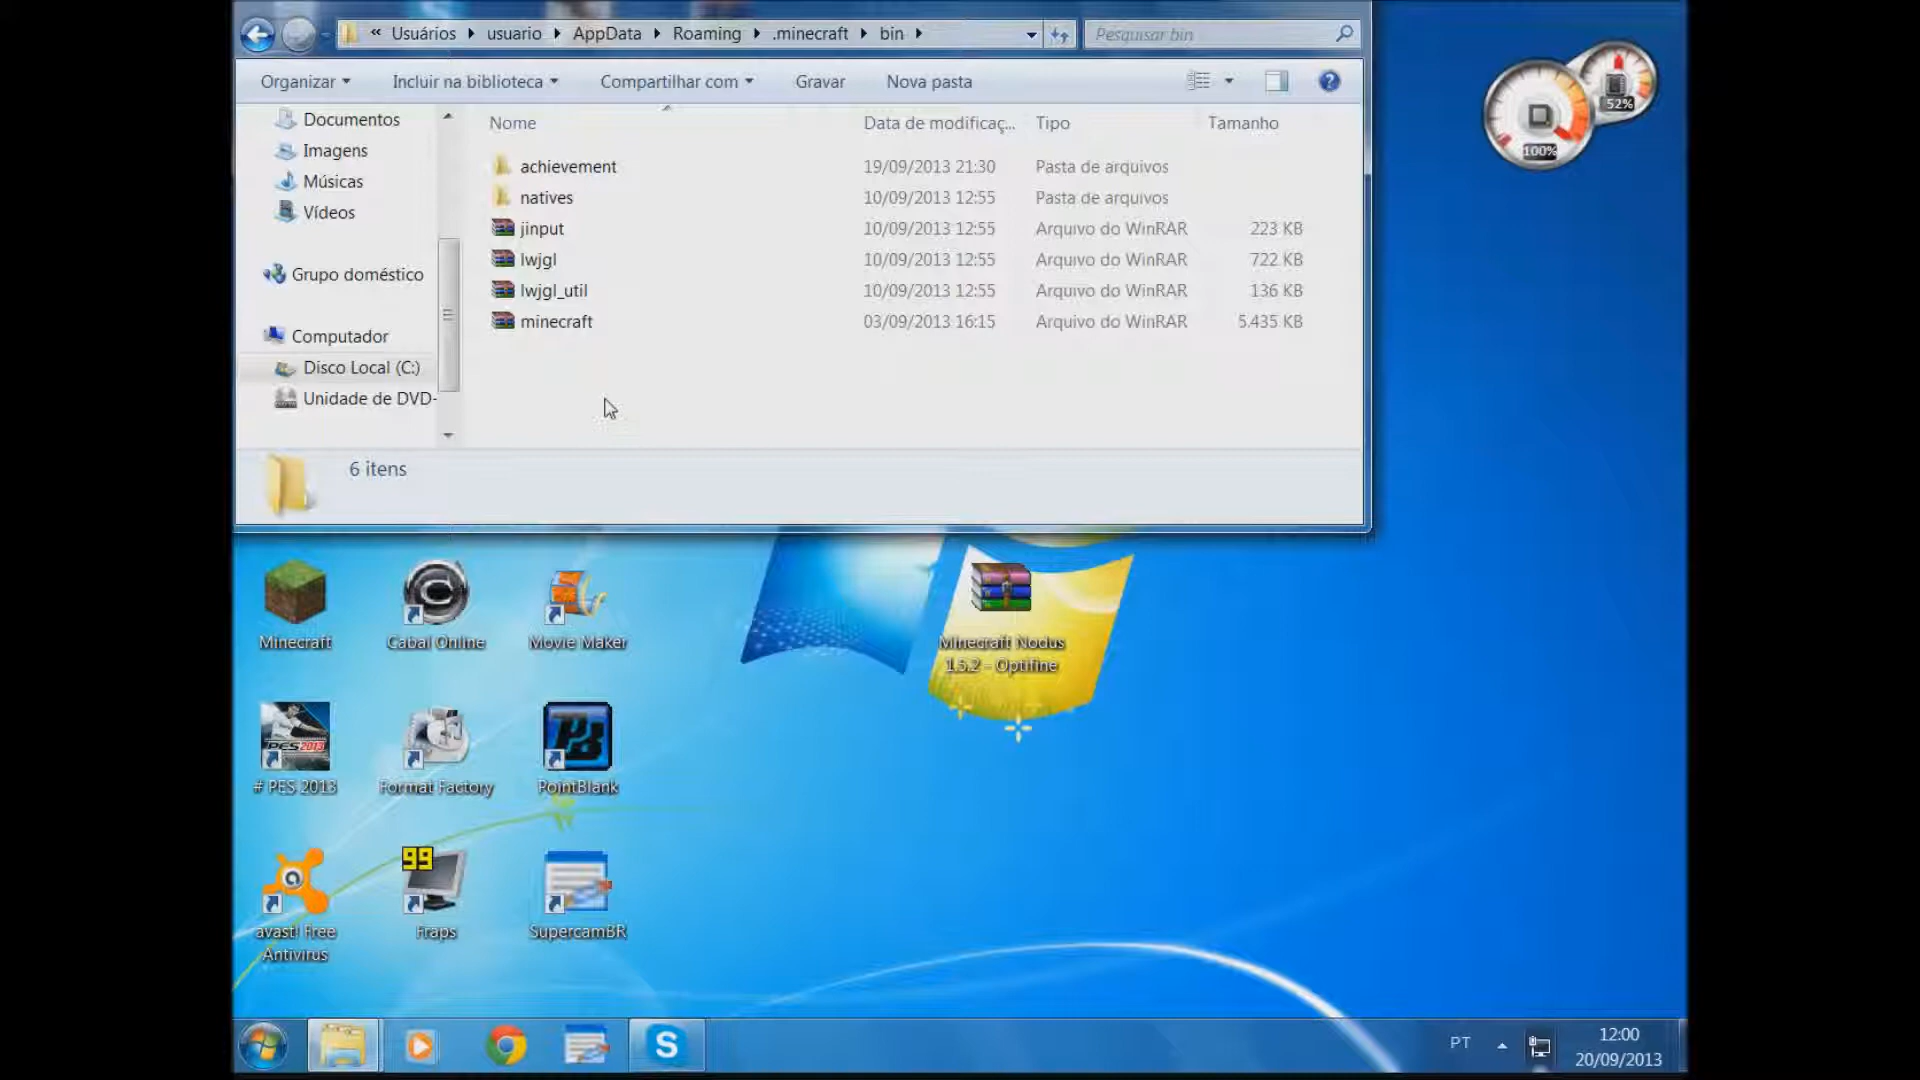 « Usuários usuario AppData Roaming .minecraft bin
Pesquisar bin
Organizar Incluir na biblioteca Compartilhar com Gravar Nova pasta
Documentos
Imagens
Músicas
Vídeos
Grupo doméstico
Computador
Disco Local (C:)
Unidade de DVD-
Nome Data de modificaç... Tipo Tamanho
achievement 19/09/2013 21:30 Pasta de arquivos
natives 10/09/2013 12:55 Pasta de arquivos
jinput 10/09/2013 12:55 Arquivo do WinRAR 223 KB
lwjgl 10/09/2013 12:55 Arquivo do WinRAR 722 KB
lwjgl_util 10/09/2013 12:55 Arquivo do WinRAR 136 KB
minecraft 03/09/2013 16:15 Arquivo do WinRAR 5.435 KB
6 itens
52%
100%
Minecraft
Cabal Online
Movie Maker
Minecraft Nodus
1.5.2 - Optifine
PES 2013
# PES 2013
Format Factory
PB
PointBlank
avast! Free
Antivirus
99
Fraps
SupercamBR
PT
12:00
20/09/2013